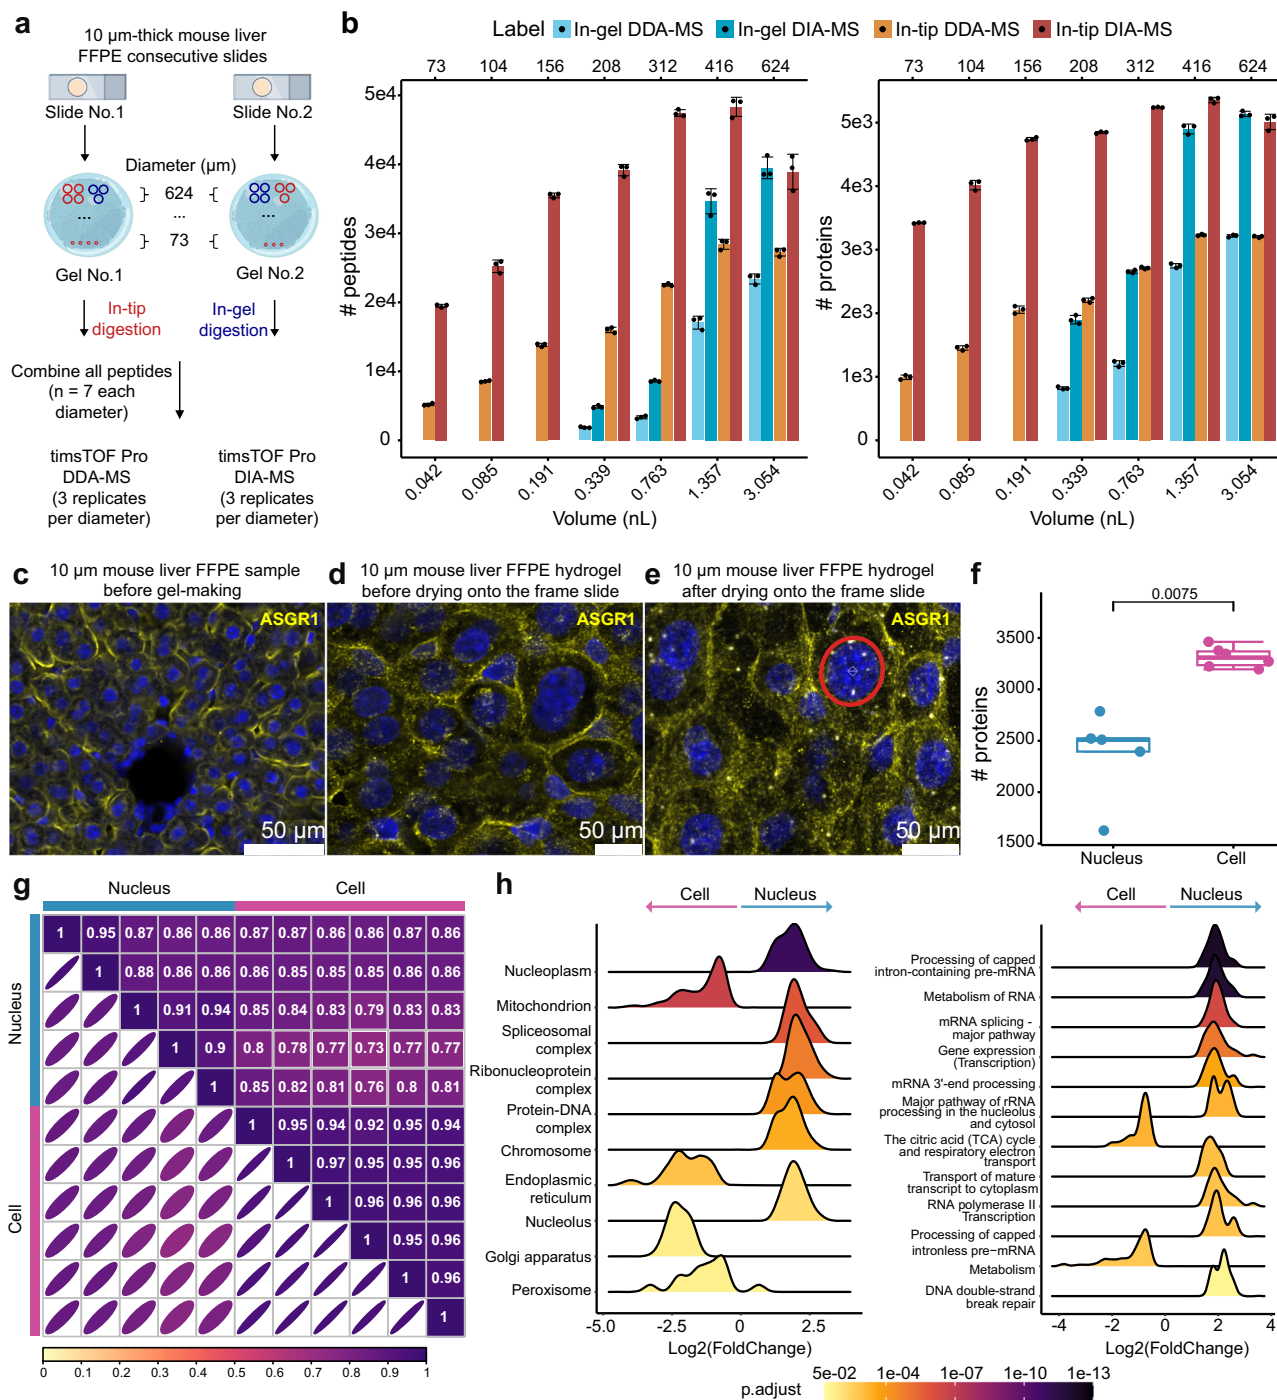 a
10 µm-thick mouse liver
FFPE consecutive slides
Slide No.1
Slide No.2
Diameter (µm)
624
...
73
...
...
Gel No.1
Gel No.2
In-tip
digestion
In-gel
digestion
Combine all peptides
(n = 7 each
diameter)
timsTOF Pro
DDA-MS
(3 replicates
per diameter)
timsTOF Pro
DIA-MS
(3 replicates
per diameter)
b
Label In-gel DDA-MS In-gel DIA-MS In-tip DDA-MS In-tip DIA-MS
73 104 156 208 312 416 624
# peptides
5e4
4e4
3e4
2e4
1e4
0
0.042 0.085 0.191 0.339 0.763 1.357 3.054
Volume (nL)
73 104 156 208 312 416 624
# proteins
5e3
4e3
3e3
2e3
1e3
0
0.042 0.085 0.191 0.339 0.763 1.357 3.054
Volume (nL)
c
10 µm mouse liver FFPE sample
before gel-making
ASGR1
50 µm
d
10 µm mouse liver FFPE hydrogel
before drying onto the frame slide
ASGR1
50 µm
e
10 µm mouse liver FFPE hydrogel
after drying onto the frame slide
ASGR1
50 µm
f
0.0075
# proteins
3500
3000
2500
2000
1500
Nucleus Cell
g
Nucleus Cell
Nucleus
Cell
1 0.95 0.87 0.86 0.86 0.87 0.87 0.86 0.86 0.87 0.86
1 0.88 0.86 0.86 0.86 0.85 0.85 0.85 0.86 0.86
1 0.91 0.94 0.85 0.84 0.83 0.79 0.83 0.83
1 0.9 0.8 0.78 0.77 0.73 0.77 0.77
1 0.85 0.82 0.81 0.76 0.8 0.81
1 0.95 0.94 0.92 0.95 0.94
1 0.97 0.95 0.95 0.96
1 0.96 0.96 0.96
1 0.95 0.96
1 0.96
1
0 0.1 0.2 0.3 0.4 0.5 0.6 0.7 0.8 0.9 1
h
Cell Nucleus
Nucleoplasm
Mitochondrion
Spliceosomal
complex
Ribonucleoprotein
complex
Protein-DNA
complex
Chromosome
Endoplasmic
reticulum
Nucleolus
Golgi apparatus
Peroxisome
-5.0 -2.5 0 2.5
Log2(FoldChange)
Cell Nucleus
Processing of capped
intron-containing pre-mRNA
Metabolism of RNA
mRNA splicing -
major pathway
Gene expression
(Transcription)
mRNA 3'-end processing
Major pathway of rRNA
processing in the nucleolus
and cytosol
The citric acid (TCA) cycle
and respiratory electron
transport
Transport of mature
transcript to cytoplasm
RNA polymerase II
Transcription
Processing of capped
intronless pre−mRNA
Metabolism
DNA double-strand
break repair
-4 -2 0 2 4
Log2(FoldChange)
p.adjust
5e-02 1e-04 1e-07 1e-10 1e-13